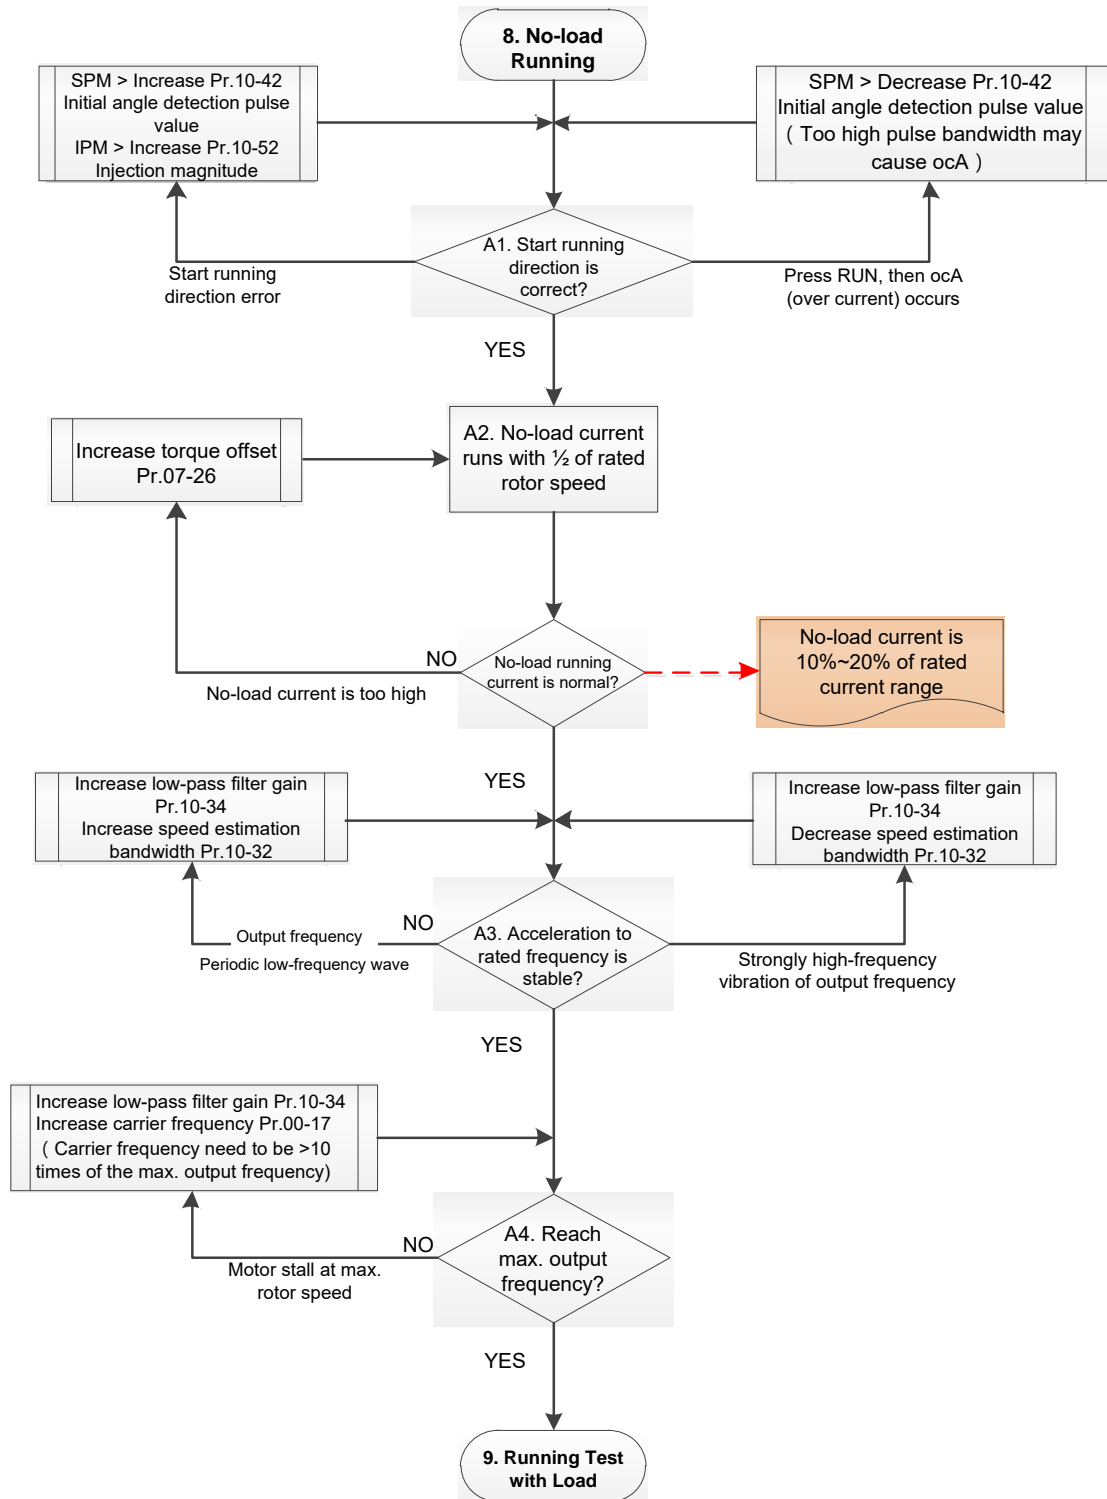 8. No-load
Running
SPM > Increase Pr.10-42
Initial angle detection pulse
value
IPM > Increase Pr.10-52
Injection magnitude
SPM > Decrease Pr.10-42
Initial angle detection pulse value
( Too high pulse bandwidth may
cause ocA )
A1. Start running
direction is
correct?
Start running
direction error
Press RUN, then ocA
(over current) occurs
YES
Increase torque offset
Pr.07-26
A2. No-load current
runs with ½ of rated
rotor speed
NO
No-load current is too high
No-load running
current is normal?
No-load current is
10%~20% of rated
current range
YES
Increase low-pass filter gain
Pr.10-34
Increase speed estimation
bandwidth Pr.10-32
Increase low-pass filter gain
Pr.10-34
Decrease speed estimation
bandwidth Pr.10-32
NO
Output frequency
Periodic low-frequency wave
A3. Acceleration to
rated frequency is
stable?
Strongly high-frequency
vibration of output frequency
YES
Increase low-pass filter gain Pr.10-34
Increase carrier frequency Pr.00-17
( Carrier frequency need to be >10
times of the max. output frequency)
NO
Motor stall at max.
rotor speed
A4. Reach
max. output
frequency?
YES
9. Running Test
with Load